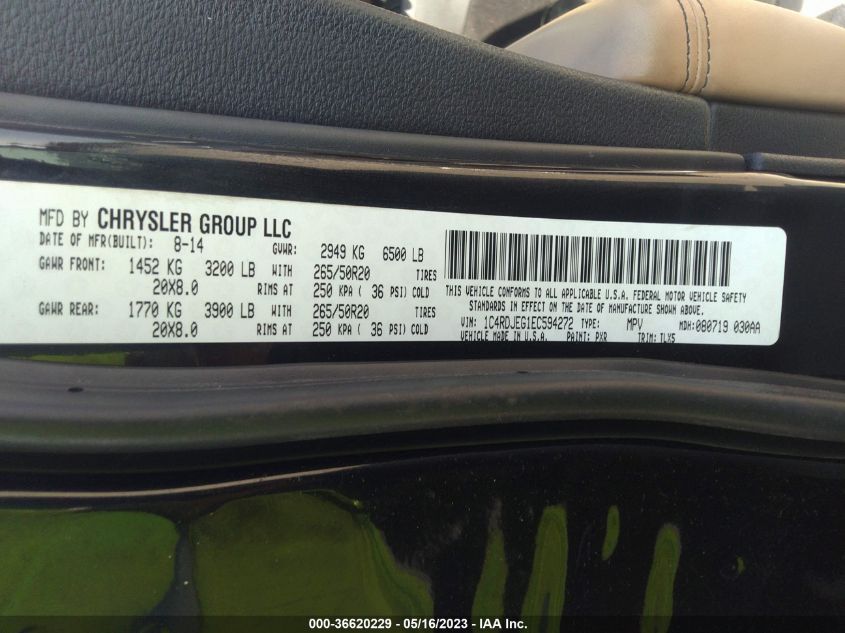 MFD BY CHRYSLER GROUP LLC
DATE OF MFR(BUILT): 8-14 GVWR: 2949 KG 6500 LB
GAWR FRONT: 1452 KG 3200 LB WITH 265/50R20 TIRES
20X8.0 RIMS AT 250 KPA ( 36 PSI) COLD
GAWR REAR: 1770 KG 3900 LB WITH 265/50R20 TIRES
20X8.0 RIMS AT 250 KPA ( 36 PSI) COLD
THIS VEHICLE CONFORMS TO ALL APPLICABLE U.S.A. FEDERAL MOTOR VEHICLE SAFETY
STANDARDS IN EFFECT ON THE DATE OF MANUFACTURE SHOWN ABOVE
VIN: 1C4RDJEG1EC594272 TYPE: MPV MDH: 080719 030AA
VEHICLE MADE IN U.S.A. PAINT: PXR TRIM: TLX5
000-36620229 - 05/16/2023 - IAA Inc.